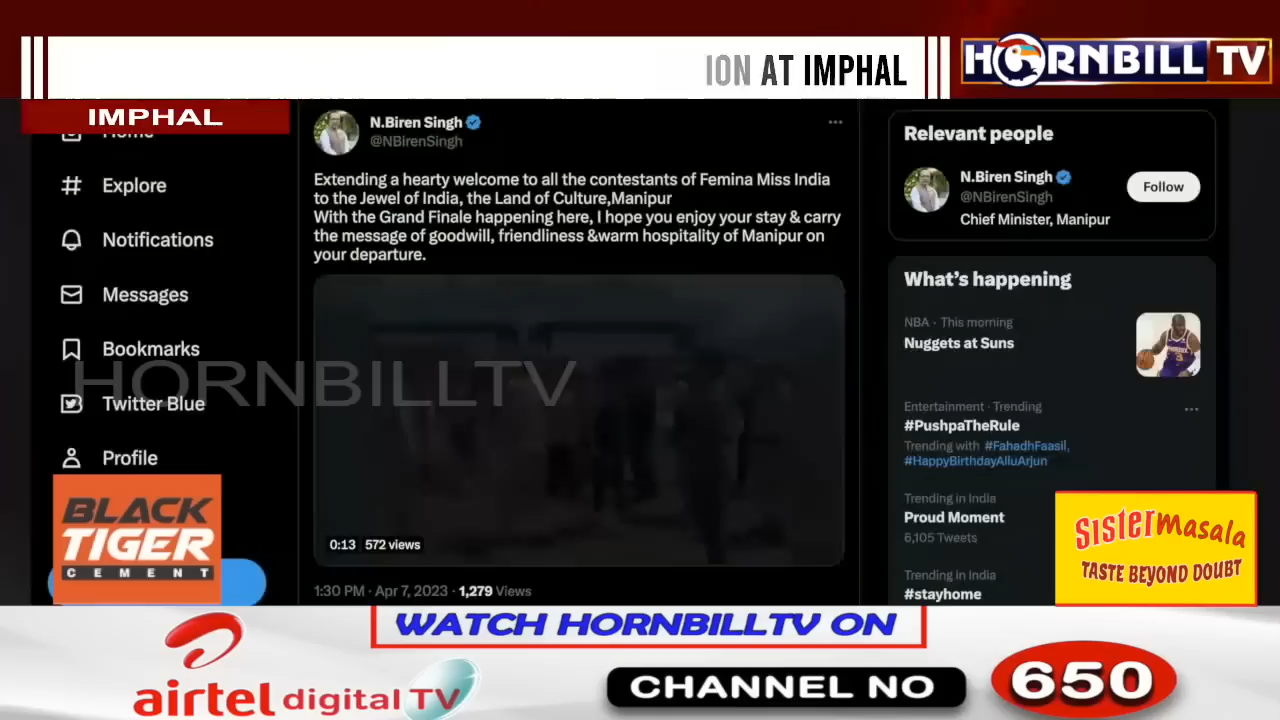 ION AT IMPHAL
HORNBILL TV
IMPHAL
Home
Explore
Notifications
Messages
Bookmarks
Twitter Blue
Profile
N.Biren Singh
@NBirenSingh
Extending a hearty welcome to all the contestants of Femina Miss India
to the Jewel of India, the Land of Culture,Manipur
With the Grand Finale happening here, I hope you enjoy your stay & carry
the message of goodwill, friendliness &warm hospitality of Manipur on
your departure.
0:13 572 views
1:30 PM · Apr 7, 2023 · 1,279 Views
HORNBILLTV
Relevant people
N.Biren Singh
@NBirenSingh
Follow
Chief Minister, Manipur
What's happening
NBA · This morning
Nuggets at Suns
Entertainment · Trending
#PushpaTheRule
Trending with #FahadhFaasil,
#HappyBirthdayAlluArjun
Trending in India
Proud Moment
6,105 Tweets
Trending in India
#stayhome
BLACK
TIGER
CEMENT
Sister masala
TASTE BEYOND DOUBT
WATCH HORNBILLTV ON
airtel digital TV
CHANNEL NO
650